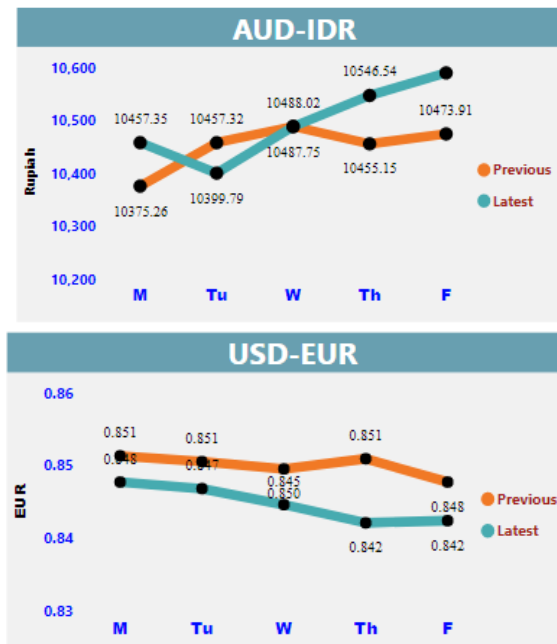 AUD-IDR
10,600
10546.54
10457.35
10457.32
10488.02
10473.91
10,500
Rupiah
10487.75
10455.15
10,400
Previous
10375.26
10399.79
Latest
10,300
10,200
M Tu W Th F
USD-EUR
0.86
0.851
0.851
0.851
0.848
0.847
0.85
0.845
0.850
EUR
0.848
Previous
0.84
0.842
0.842
Latest
0.83
M Tu W Th F